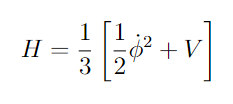 H = \frac{1}{3} \left[ \frac{1}{2} \dot{\phi}^2 + V \right]